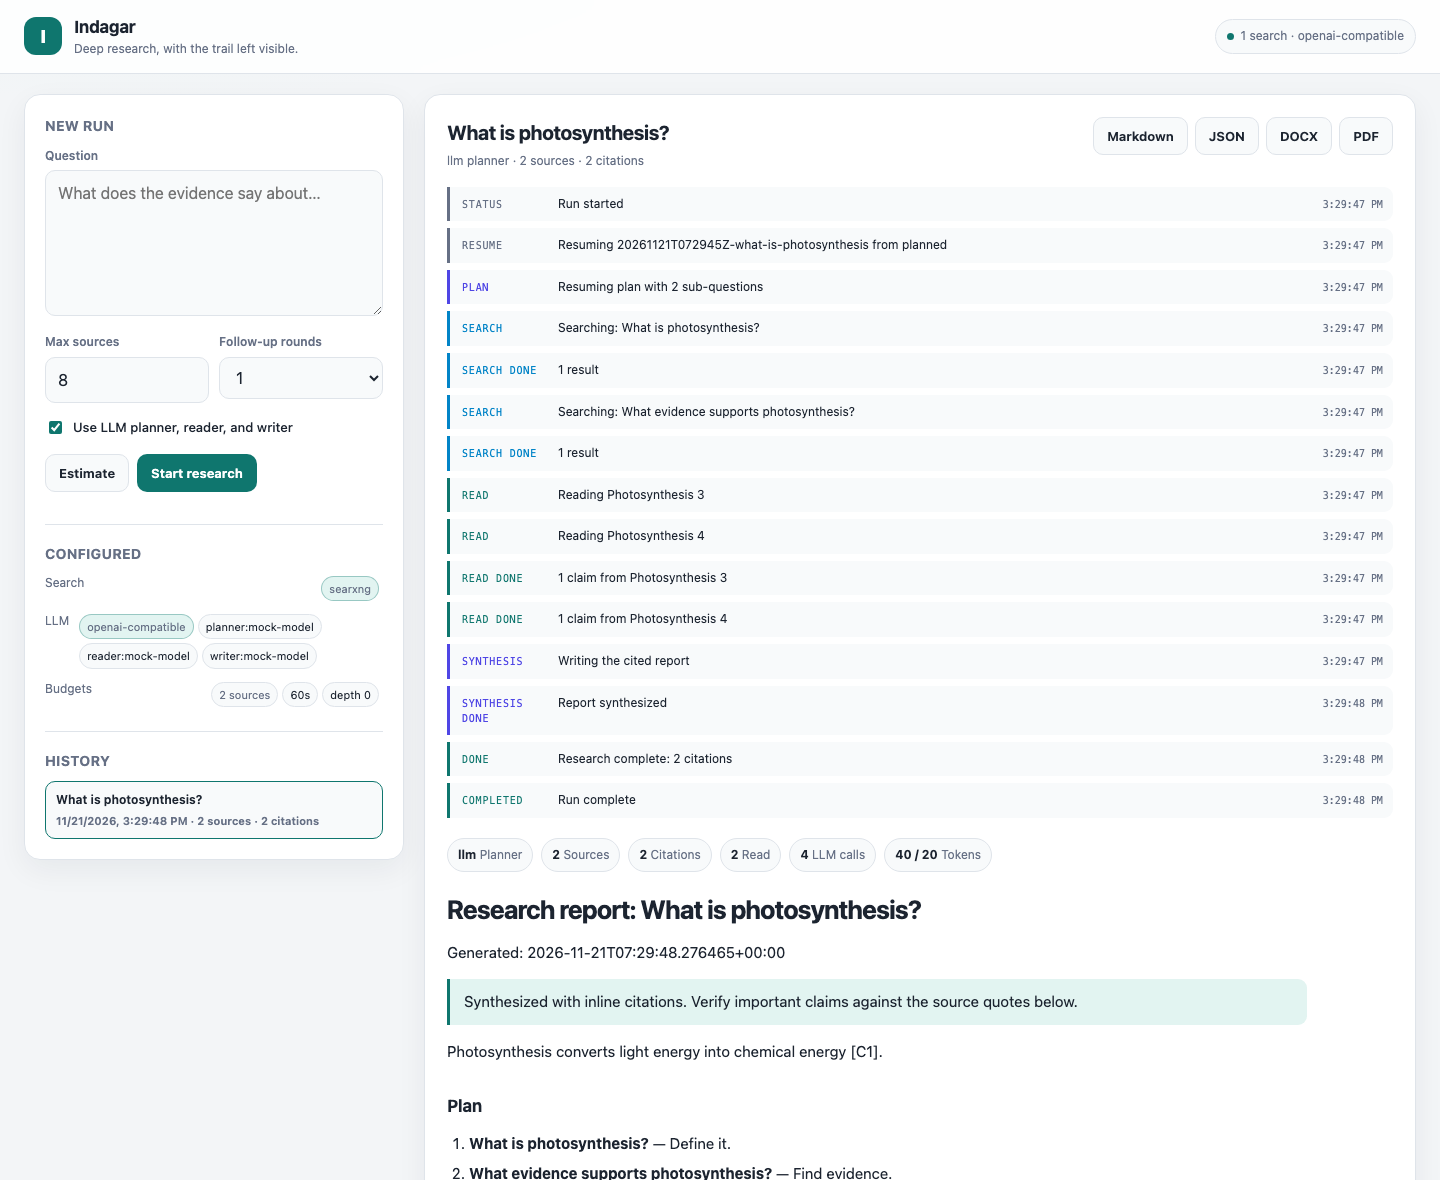 I
Indagar
Deep research, with the trail left visible.
1 search · openai-compatible
NEW RUN
Question
What does the evidence say about...
Max sources
Follow-up rounds
8
1
Use LLM planner, reader, and writer
Estimate
Start research
CONFIGURED
Search
searxng
LLM
openai-compatible
planner:mock-model
reader:mock-model
writer:mock-model
Budgets
2 sources
60s
depth 0
HISTORY
What is photosynthesis?
11/21/2026, 3:29:48 PM · 2 sources · 2 citations
What is photosynthesis?
llm planner · 2 sources · 2 citations
Markdown
JSON
DOCX
PDF
STATUS Run started 3:29:47 PM
RESUME Resuming 20261121T072945Z-what-is-photosynthesis from planned 3:29:47 PM
PLAN Resuming plan with 2 sub-questions 3:29:47 PM
SEARCH Searching: What is photosynthesis? 3:29:47 PM
SEARCH DONE 1 result 3:29:47 PM
SEARCH Searching: What evidence supports photosynthesis? 3:29:47 PM
SEARCH DONE 1 result 3:29:47 PM
READ Reading Photosynthesis 3 3:29:47 PM
READ Reading Photosynthesis 4 3:29:47 PM
READ DONE 1 claim from Photosynthesis 3 3:29:47 PM
READ DONE 1 claim from Photosynthesis 4 3:29:47 PM
SYNTHESIS Writing the cited report 3:29:47 PM
SYNTHESIS DONE Report synthesized 3:29:48 PM
DONE Research complete: 2 citations 3:29:48 PM
COMPLETED Run complete 3:29:48 PM
llm Planner
2 Sources
2 Citations
2 Read
4 LLM calls
40 / 20 Tokens
Research report: What is photosynthesis?
Generated: 2026-11-21T07:29:48.276465+00:00
Synthesized with inline citations. Verify important claims against the source quotes below.
Photosynthesis converts light energy into chemical energy [C1].
Plan
1. What is photosynthesis? — Define it.
2. What evidence supports photosynthesis? — Find evidence.